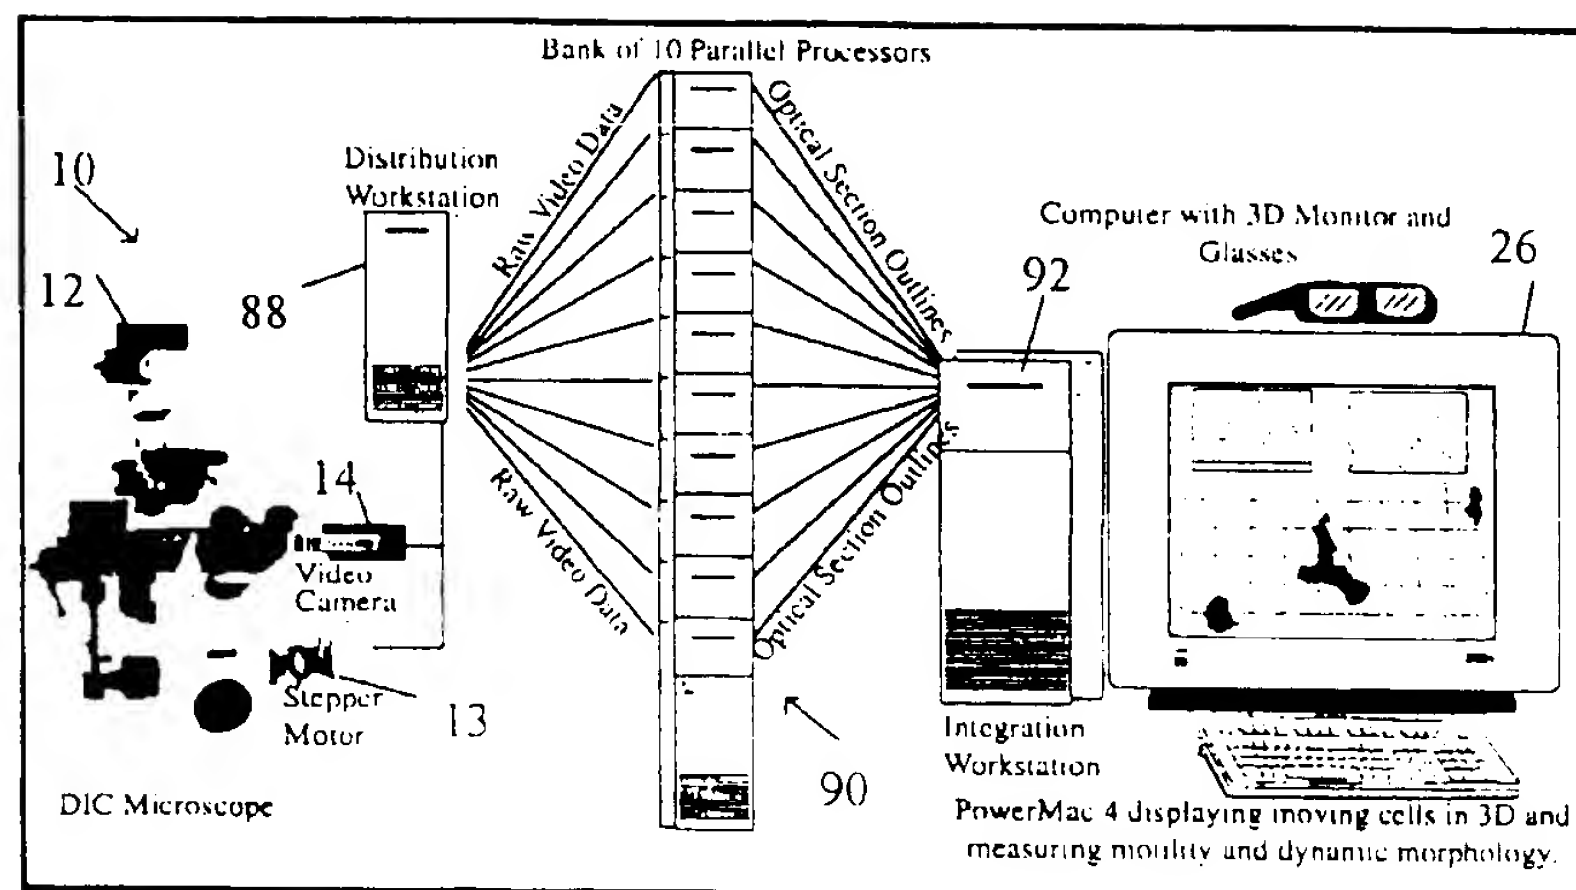 Bank of 10 Parallel Processors
Distribution
Workstation
Raw Video Data
Optical Section Outlines
10
12
88
Computer with 3D Monitor and
Glasses
92
26
14
Video
Camera
Raw Video Data
Optical Section Outlines
Stepper
Motor
13
90
Integration
Workstation
DIC Microscope
PowerMac 4 displaying moving cells in 3D and
measuring motility and dynamic morphology.